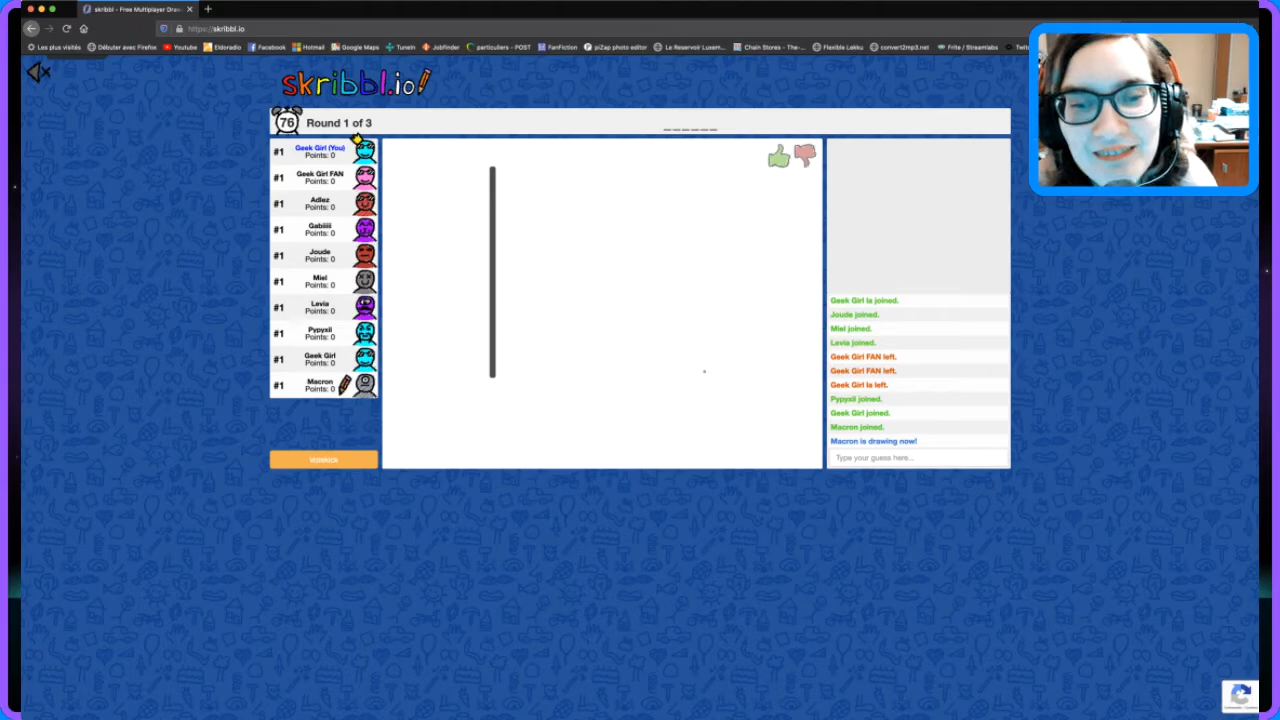 skribbl - Free Multiplayer Draw
https://skribbl.io
Les plus visités Débuter avec Firefox Youtube Eldoradio Facebook Hotmail Google Maps TuneIn Jobfinder particuliers - POST FanFiction piZap photo editor Le Reservoir Luxem... Chain Stores - The-... Flexible Lekku convert2mp3.net Frite / Streamlabs Twit
skribbl.io
76 Round 1 of 3 ______
#1 Geek Girl (You)
Points: 0
#1 Geek Girl FAN
Points: 0
#1 Adlez
Points: 0
#1 Gabiiiii
Points: 0
#1 Joude
Points: 0
#1 Miel
Points: 0
#1 Levia
Points: 0
#1 Pypyxii
Points: 0
#1 Geek Girl
Points: 0
#1 Macron
Points: 0
Votekick
Geek Girl la joined.
Joude joined.
Miel joined.
Levia joined.
Geek Girl FAN left.
Geek Girl FAN left.
Geek Girl la left.
Pypyxii joined.
Geek Girl joined.
Macron joined.
Macron is drawing now!
Type your guess here...